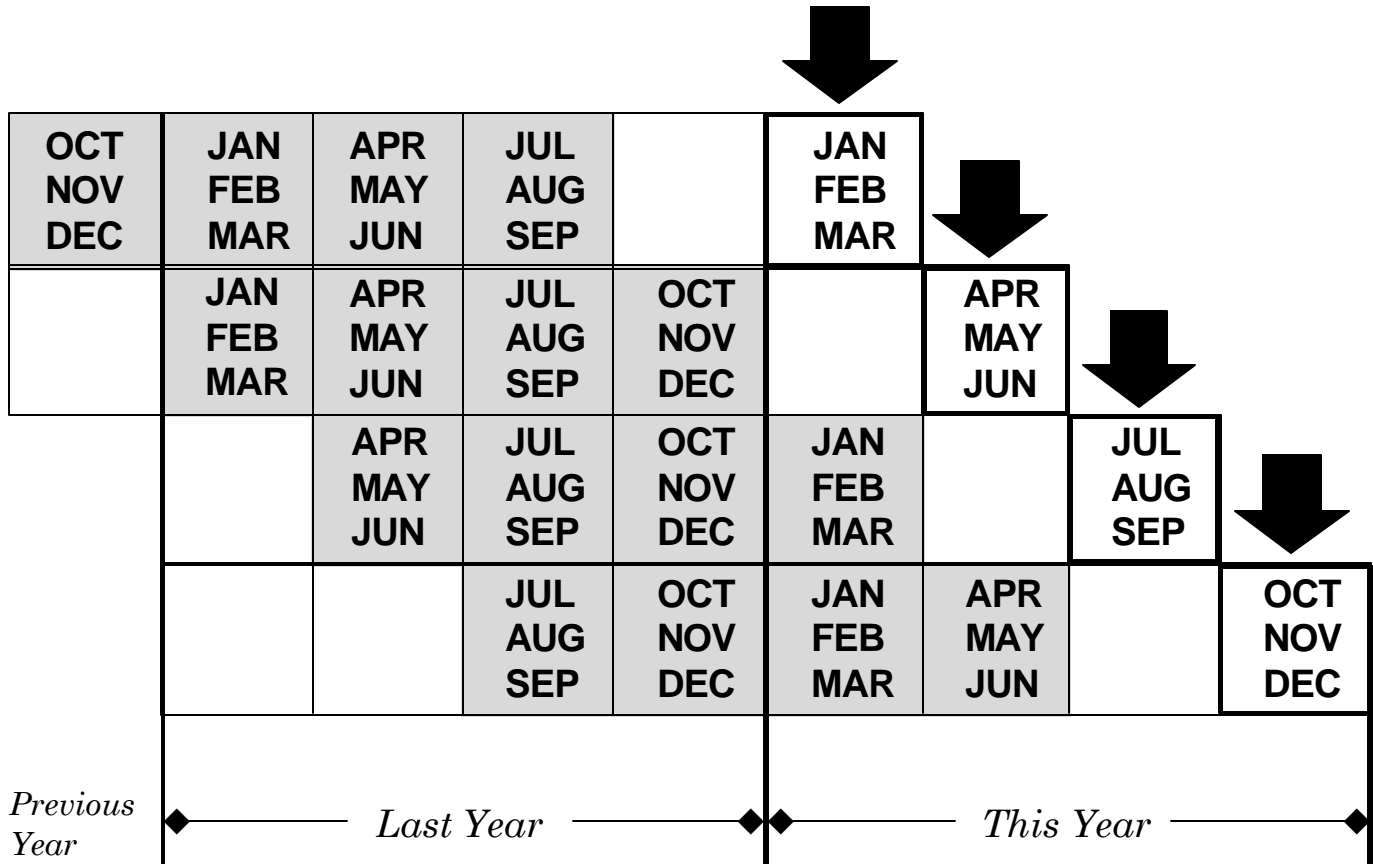 OCT JAN APR JUL JAN
NOV FEB MAY AUG FEB
DEC MAR JUN SEP MAR
JAN APR JUL OCT APR
FEB MAY AUG NOV MAY
MAR JUN SEP DEC JUN
APR JUL OCT JAN JUL
MAY AUG NOV FEB AUG
JUN SEP DEC MAR SEP
JUL OCT JAN APR OCT
AUG NOV FEB MAY NOV
SEP DEC MAR JUN DEC
Previous
Year
Last Year
This Year